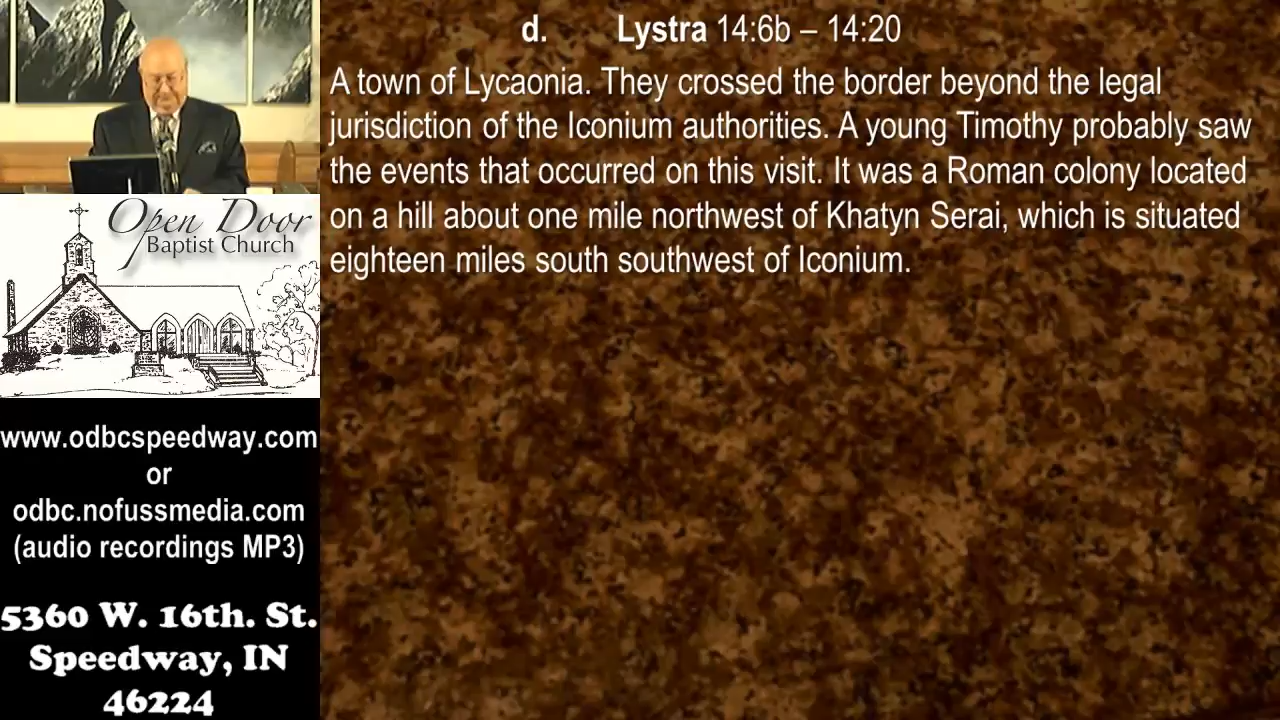 d. Lystra 14:6b – 14:20
A town of Lycaonia. They crossed the border beyond the legal
jurisdiction of the Iconium authorities. A young Timothy probably saw
the events that occurred on this visit. It was a Roman colony located
on a hill about one mile northwest of Khatyn Serai, which is situated
eighteen miles south southwest of Iconium.
Open Door
Baptist Church
www.odbcspeedway.com
or
odbc.nofussmedia.com
(audio recordings MP3)
5360 W. 16th. St.
Speedway, IN
46224